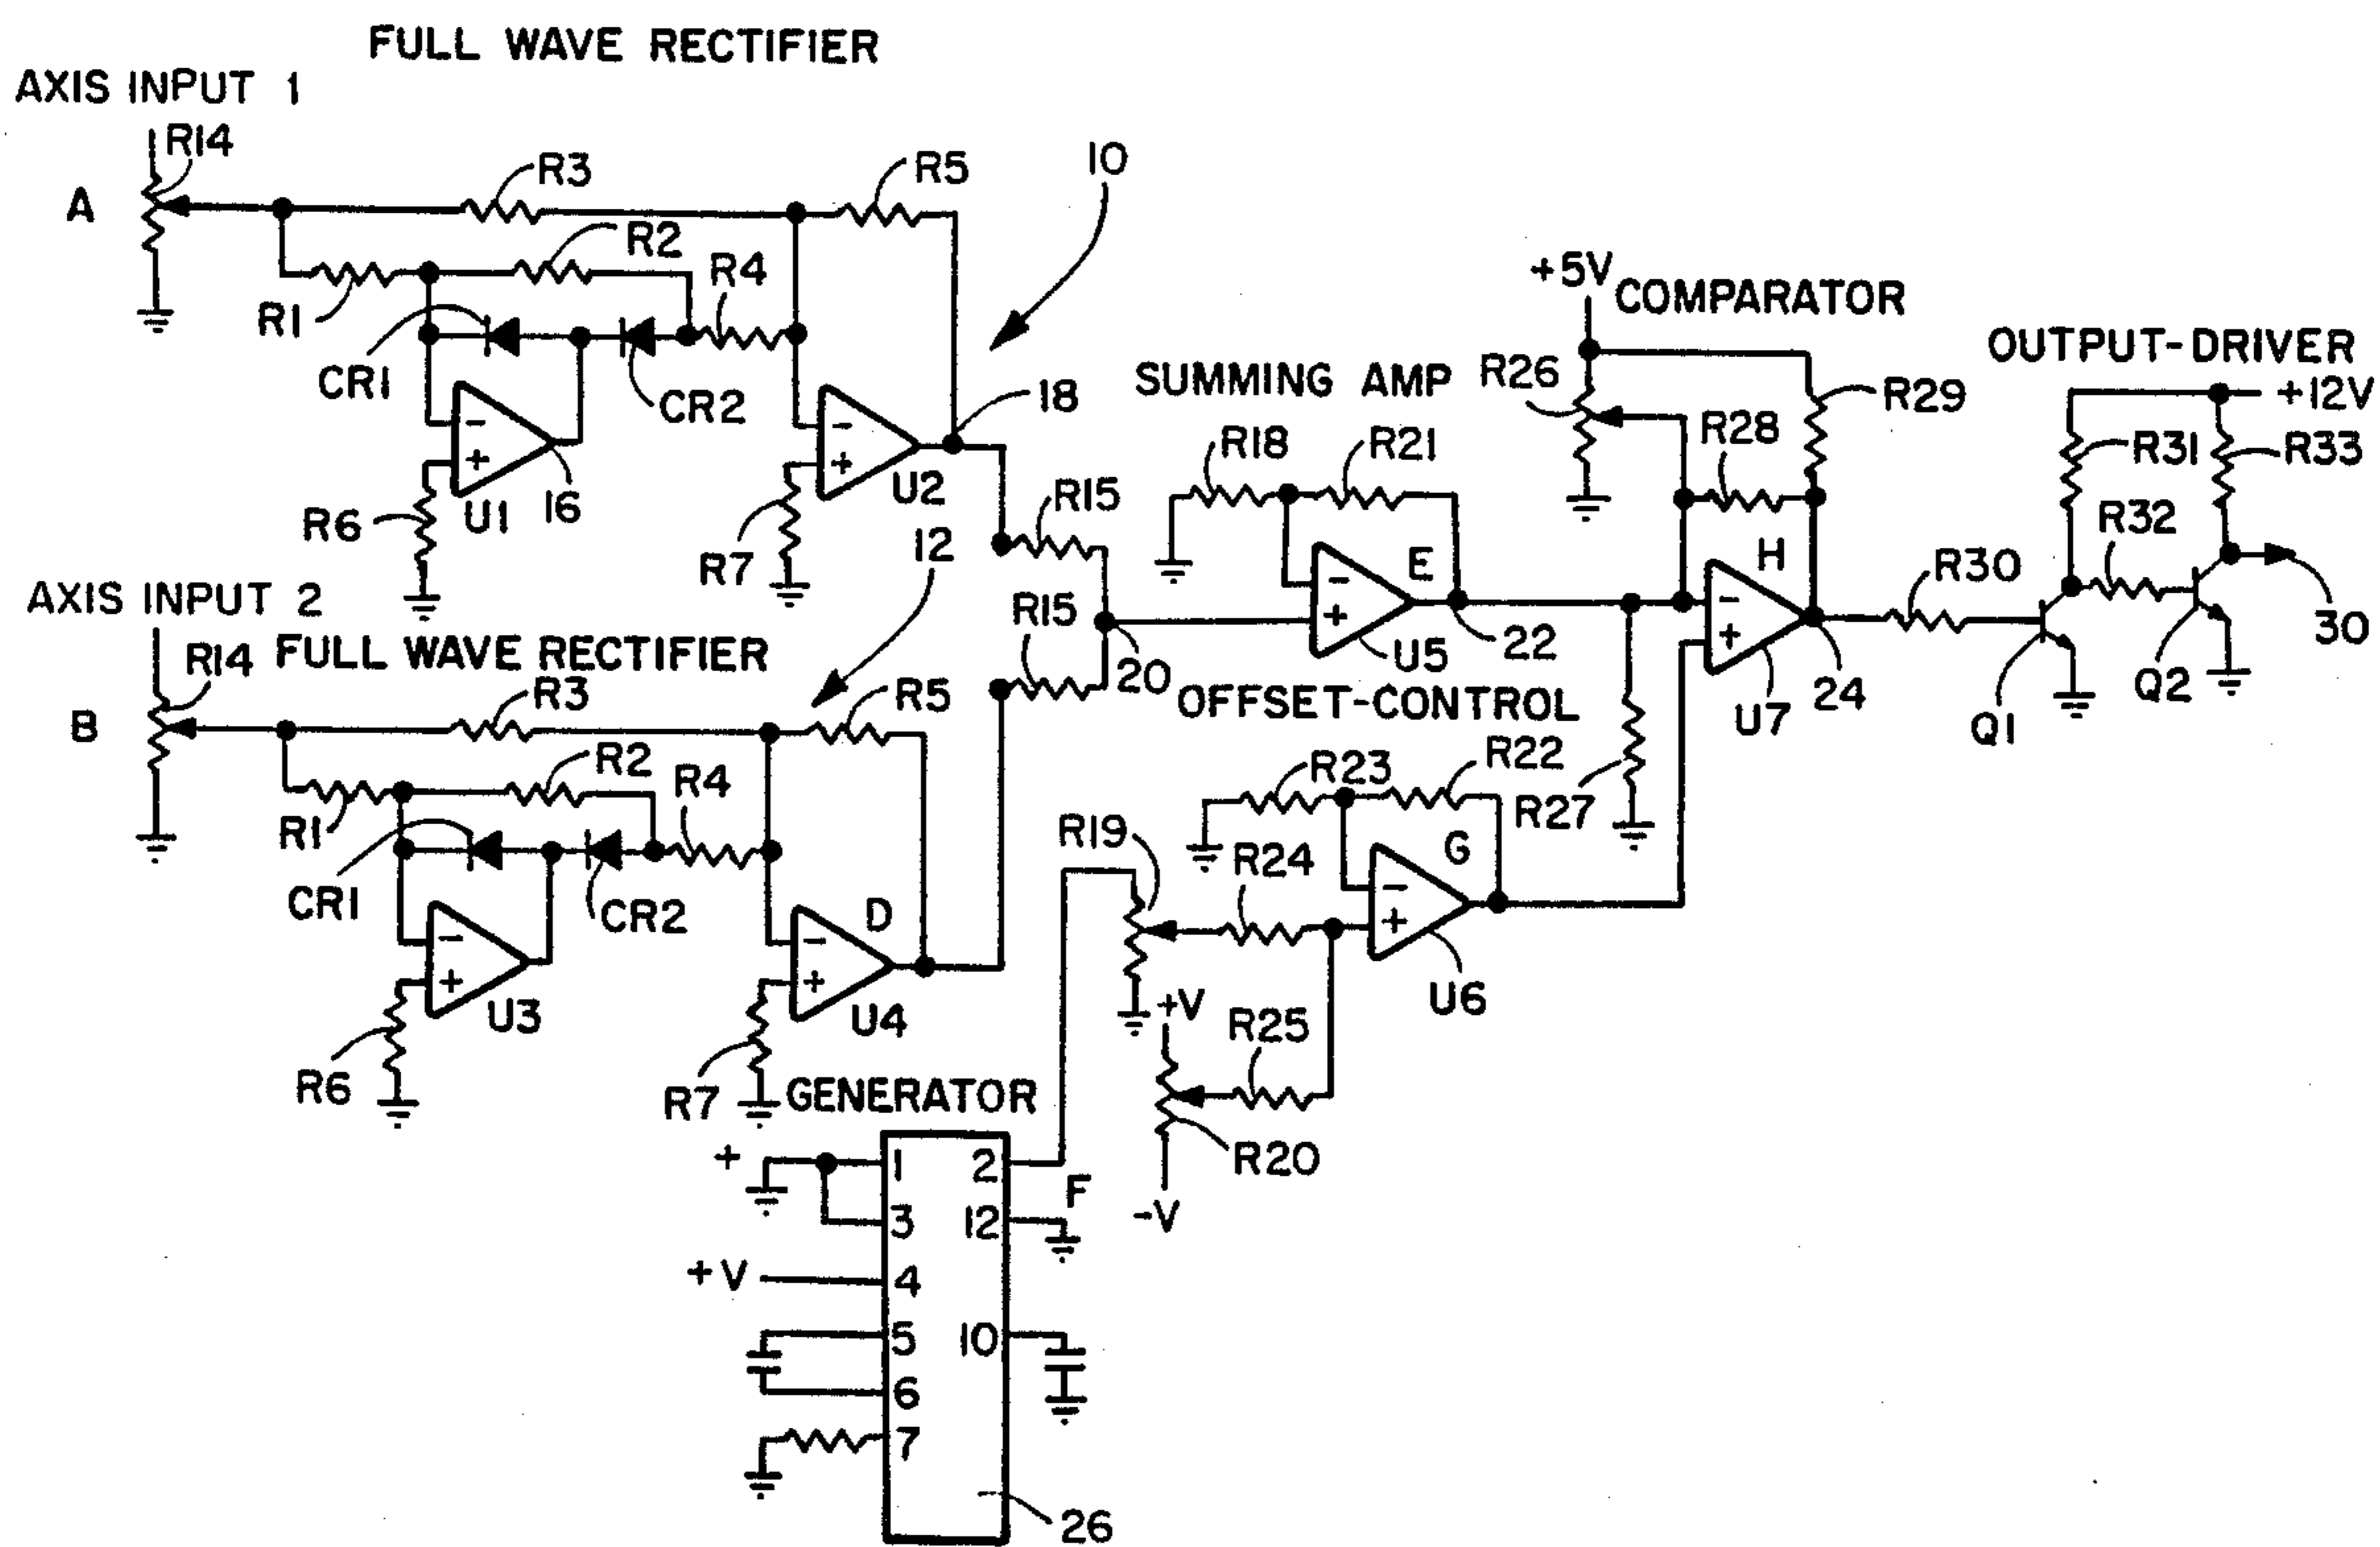 FULL WAVE RECTIFIER
AXIS INPUT 1
R14
A
R3
R5
10
R2
R4
R1
CR1
CR2
-
+
U1
16
R6
-
+
U2
18
R7
12
AXIS INPUT 2
R14
FULL WAVE RECTIFIER
B
R3
R5
R2
R4
R1
CR1
CR2
-
+
U3
R6
D
-
+
U4
R7
R15
R15
20
SUMMING AMP
R18
R21
E
-
+
U5
22
+5V
COMPARATOR
R26
R28
R29
H
-
+
U7
24
R27
OUTPUT-DRIVER
+12V
R31
R33
R32
R30
Q1
Q2
30
OFFSET-CONTROL
R23
R22
R19
R24
G
-
+
U6
+V
R25
R20
-V
GENERATOR
+
1
2
F
3
12
+V
4
5
10
6
7
26